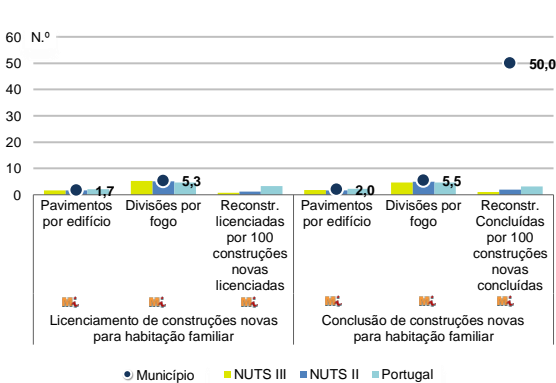 60 N.º
50
40
30
20
10
0
50,0
1,7
5,3
2,0
5,5
Pavimentos
por edifício
Divisões por
fogo
Reconstr.
licenciadas
por 100
construções
novas
licenciadas
Pavimentos
por edifício
Divisões por
fogo
Reconstr.
Concluídas
por 100
construções
novas
concluídas
Licenciamento de construções novas
para habitação familiar
Conclusão de construções novas
para habitação familiar
Município NUTS III NUTS II Portugal